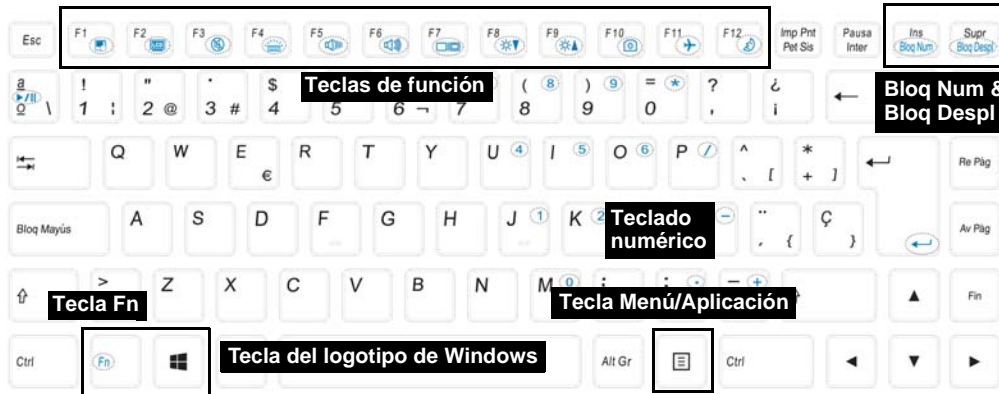 Esc F1 F2 F3 F4 F5 F6 F7 F8 F9 F10 F11 F12 Imp Pnt Pausa Ins Supr
Pet Sis Inter Bloq Num Bloq Despl
Teclas de función
a ! " · $ ( 8 ) 9 = * ? ¿
º \ 1 ¦ 2 @ 3 # 4 5 6 ¬ 7 8 9 0 ' ¡ ←
Bloq Num &
Bloq Despl
Q W E R T Y U 4 I 5 O 6 P / ^ *
€ ` [ + ] Re Pàg
Bloq Mayús A S D F G H J 1 K 2 – ¨ Ç Av Pàg
´ { }
Teclado
numérico
> Z X C V B N M 0 ; : . – + Fin
Tecla Fn
Tecla Menú/Aplicación
Ctrl Fn Alt Gr Ctrl
Tecla del logotipo de Windows